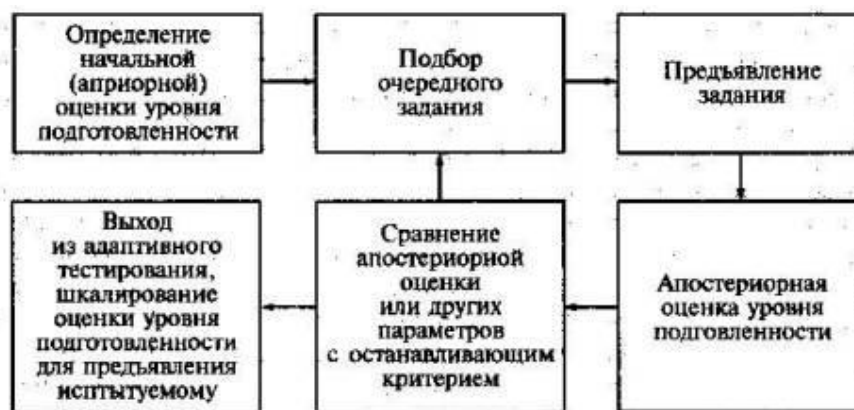 Определение
начальной
(априорной)
оценки уровня
подготовленности
Подбор
очередного
задания
Предъявление
задания
Выход
из адаптивного
тестирования,
шкалирование
оценки уровня
подготовленности
для предъявления
исптытуемому
Сравнение
апостериорной
оценки
или других
параметров
с останавливающим
критерием
Апостериорная
оценка уровня
подговленности